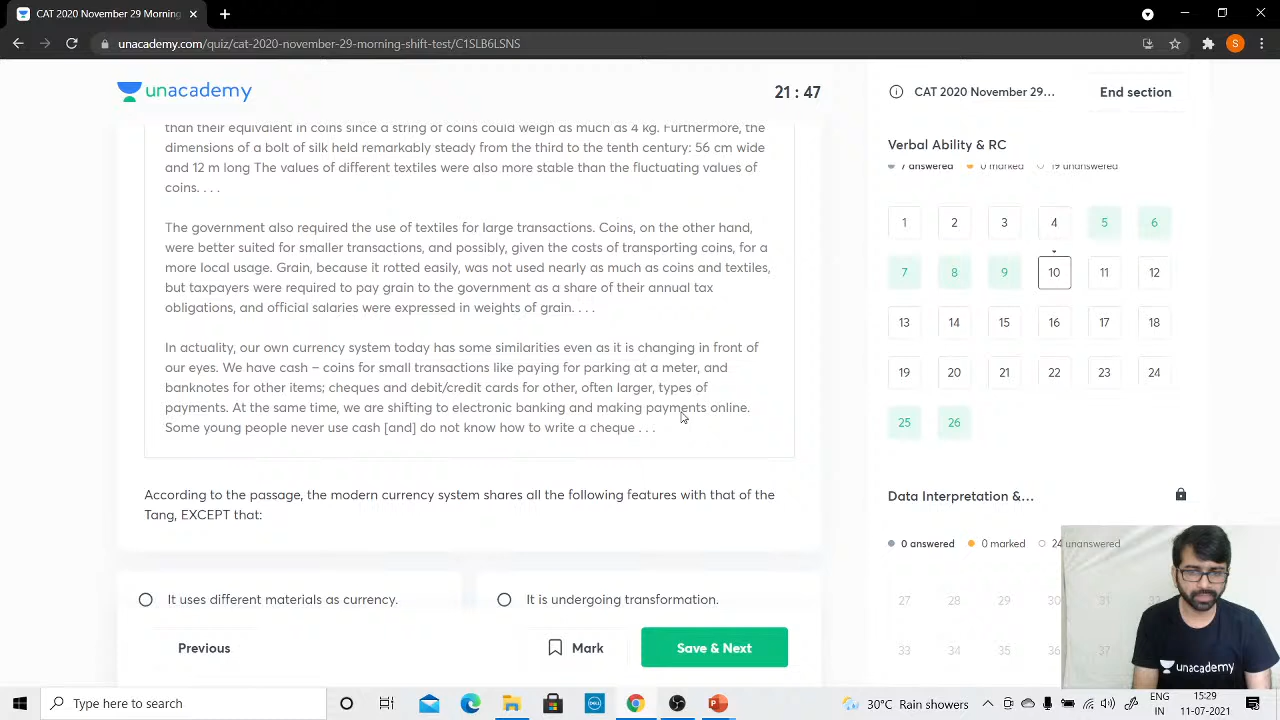 CAT 2020 November 29 Morning
unacademy.com/quiz/cat-2020-november-29-morning-shift-test/C1SLB6LSNS
S
unacademy
21 : 47
CAT 2020 November 29...
End section
than their equivalent in coins since a string of coins could weigh as much as 4 kg. Furthermore, the
dimensions of a bolt of silk held remarkably steady from the third to the tenth century: 56 cm wide
and 12 m long The values of different textiles were also more stable than the fluctuating values of
coins. . . .
The government also required the use of textiles for large transactions. Coins, on the other hand,
were better suited for smaller transactions, and possibly, given the costs of transporting coins, for a
more local usage. Grain, because it rotted easily, was not used nearly as much as coins and textiles,
but taxpayers were required to pay grain to the government as a share of their annual tax
obligations, and official salaries were expressed in weights of grain. . . .
In actuality, our own currency system today has some similarities even as it is changing in front of
our eyes. We have cash – coins for small transactions like paying for parking at a meter, and
banknotes for other items; cheques and debit/credit cards for other, often larger, types of
payments. At the same time, we are shifting to electronic banking and making payments online.
Some young people never use cash [and] do not know how to write a cheque . . .
According to the passage, the modern currency system shares all the following features with that of the
Tang, EXCEPT that:
It uses different materials as currency.
It is undergoing transformation.
Previous
Mark
Save & Next
Verbal Ability & RC
7 answered 0 marked 19 unanswered
1 2 3 4 5 6
7 8 9 10 11 12
13 14 15 16 17 18
19 20 21 22 23 24
25 26
Data Interpretation &...
0 answered 0 marked 24 unanswered
27 28 29 30 31 32
33 34 35 36 37
unacademy
Type here to search
DELL
30°C Rain showers
ENG
IN
15:29
11-07-2021